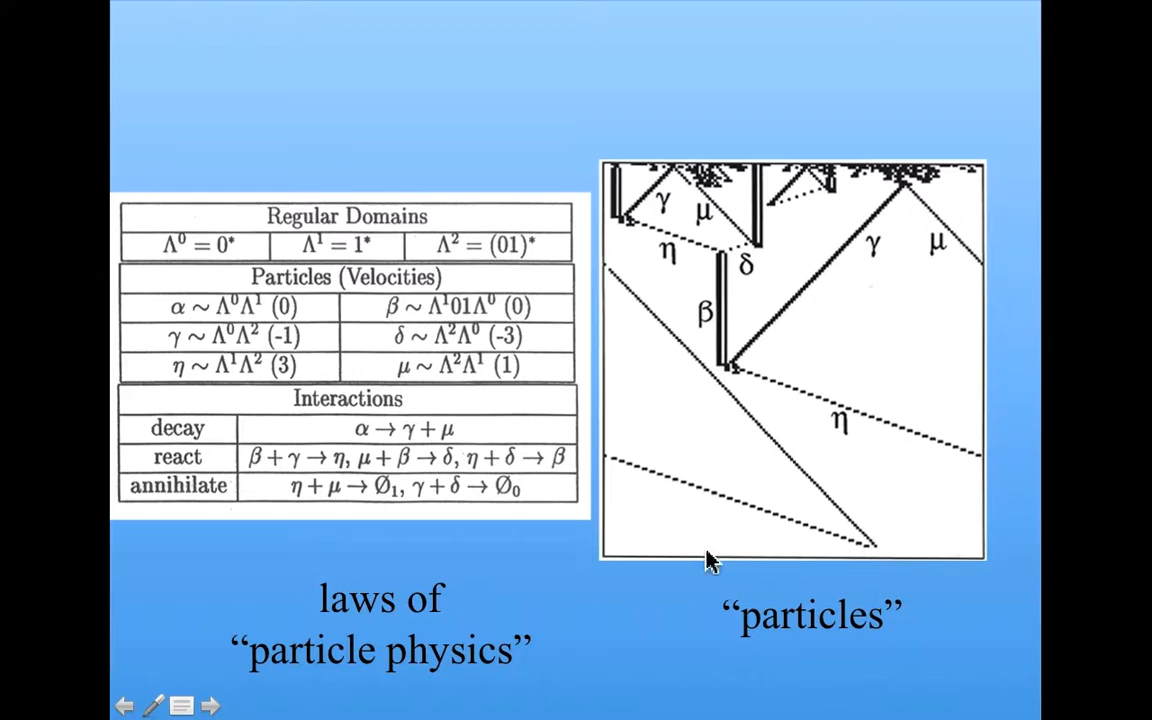 Regular Domains
Λ⁰ = 0* Λ¹ = 1* Λ² = (01)*
Particles (Velocities)
α ~ Λ⁰Λ¹ (0) β ~ Λ¹01Λ⁰ (0)
γ ~ Λ⁰Λ² (-1) δ ~ Λ²Λ⁰ (-3)
η ~ Λ¹Λ² (3) μ ~ Λ²Λ¹ (1)
Interactions
decay α → γ + μ
react β + γ → η, μ + β → δ, η + δ → β
annihilate η + μ → Ø₁, γ + δ → Ø₀
γ
μ
η
δ
β
γ
μ
η
laws of
“particle physics”
“particles”